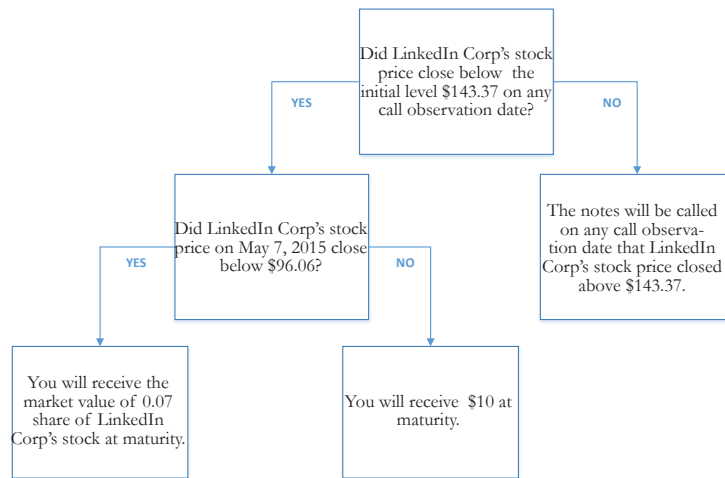 Did LinkedIn Corp's stock
price close below the
initial level $143.37 on any
call observation date?
YES
NO
Did LinkedIn Corp's stock
price on May 7, 2015 close
below $96.06?
The notes will be called
on any call observa-
tion date that LinkedIn
Corp's stock price closed
above $143.37.
YES
NO
You will receive the
market value of 0.07
share of LinkedIn
Corp's stock at maturity.
You will receive $10 at
maturity.